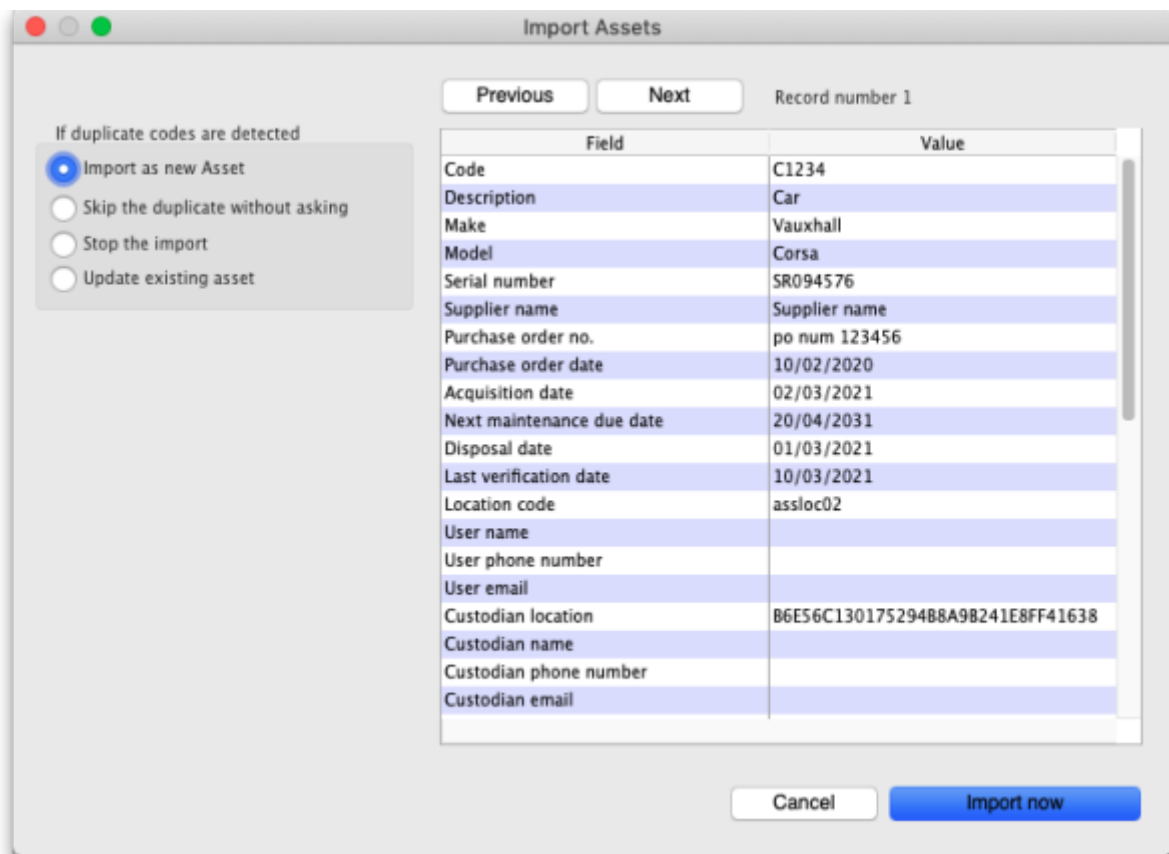 Import Assets
Previous Next Record number 1
If duplicate codes are detected
Import as new Asset
Skip the duplicate without asking
Stop the import
Update existing asset
Field Value
Code C1234
Description Car
Make Vauxhall
Model Corsa
Serial number SR094576
Supplier name Supplier name
Purchase order no. po num 123456
Purchase order date 10/02/2020
Acquisition date 02/03/2021
Next maintenance due date 20/04/2031
Disposal date 01/03/2021
Last verification date 10/03/2021
Location code assloc02
User name
User phone number
User email
Custodian location B6E56C130175294B8A9B241E8FF41638
Custodian name
Custodian phone number
Custodian email
Cancel Import now